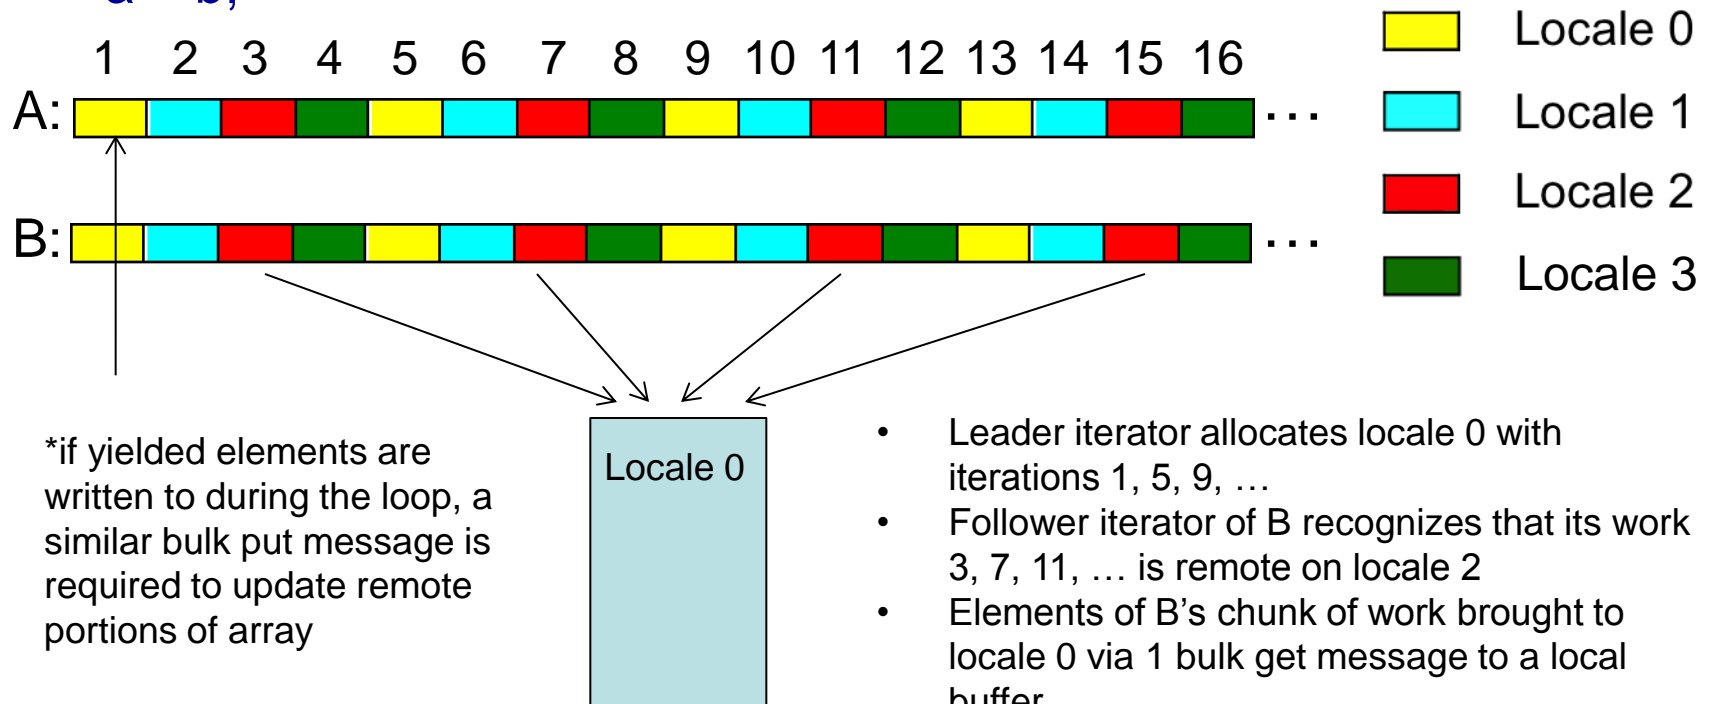 1 2 3 4 5 6 7 8 9 10 11 12 13 14 15 16
A: ...
B: ...
Locale 0
Locale 1
Locale 2
Locale 3
*if yielded elements are
written to during the loop, a
similar bulk put message is
required to update remote
portions of array
Locale 0
• Leader iterator allocates locale 0 with
iterations 1, 5, 9, …
• Follower iterator of B recognizes that its work
3, 7, 11, … is remote on locale 2
• Elements of B’s chunk of work brought to
locale 0 via 1 bulk get message to a local
buffer